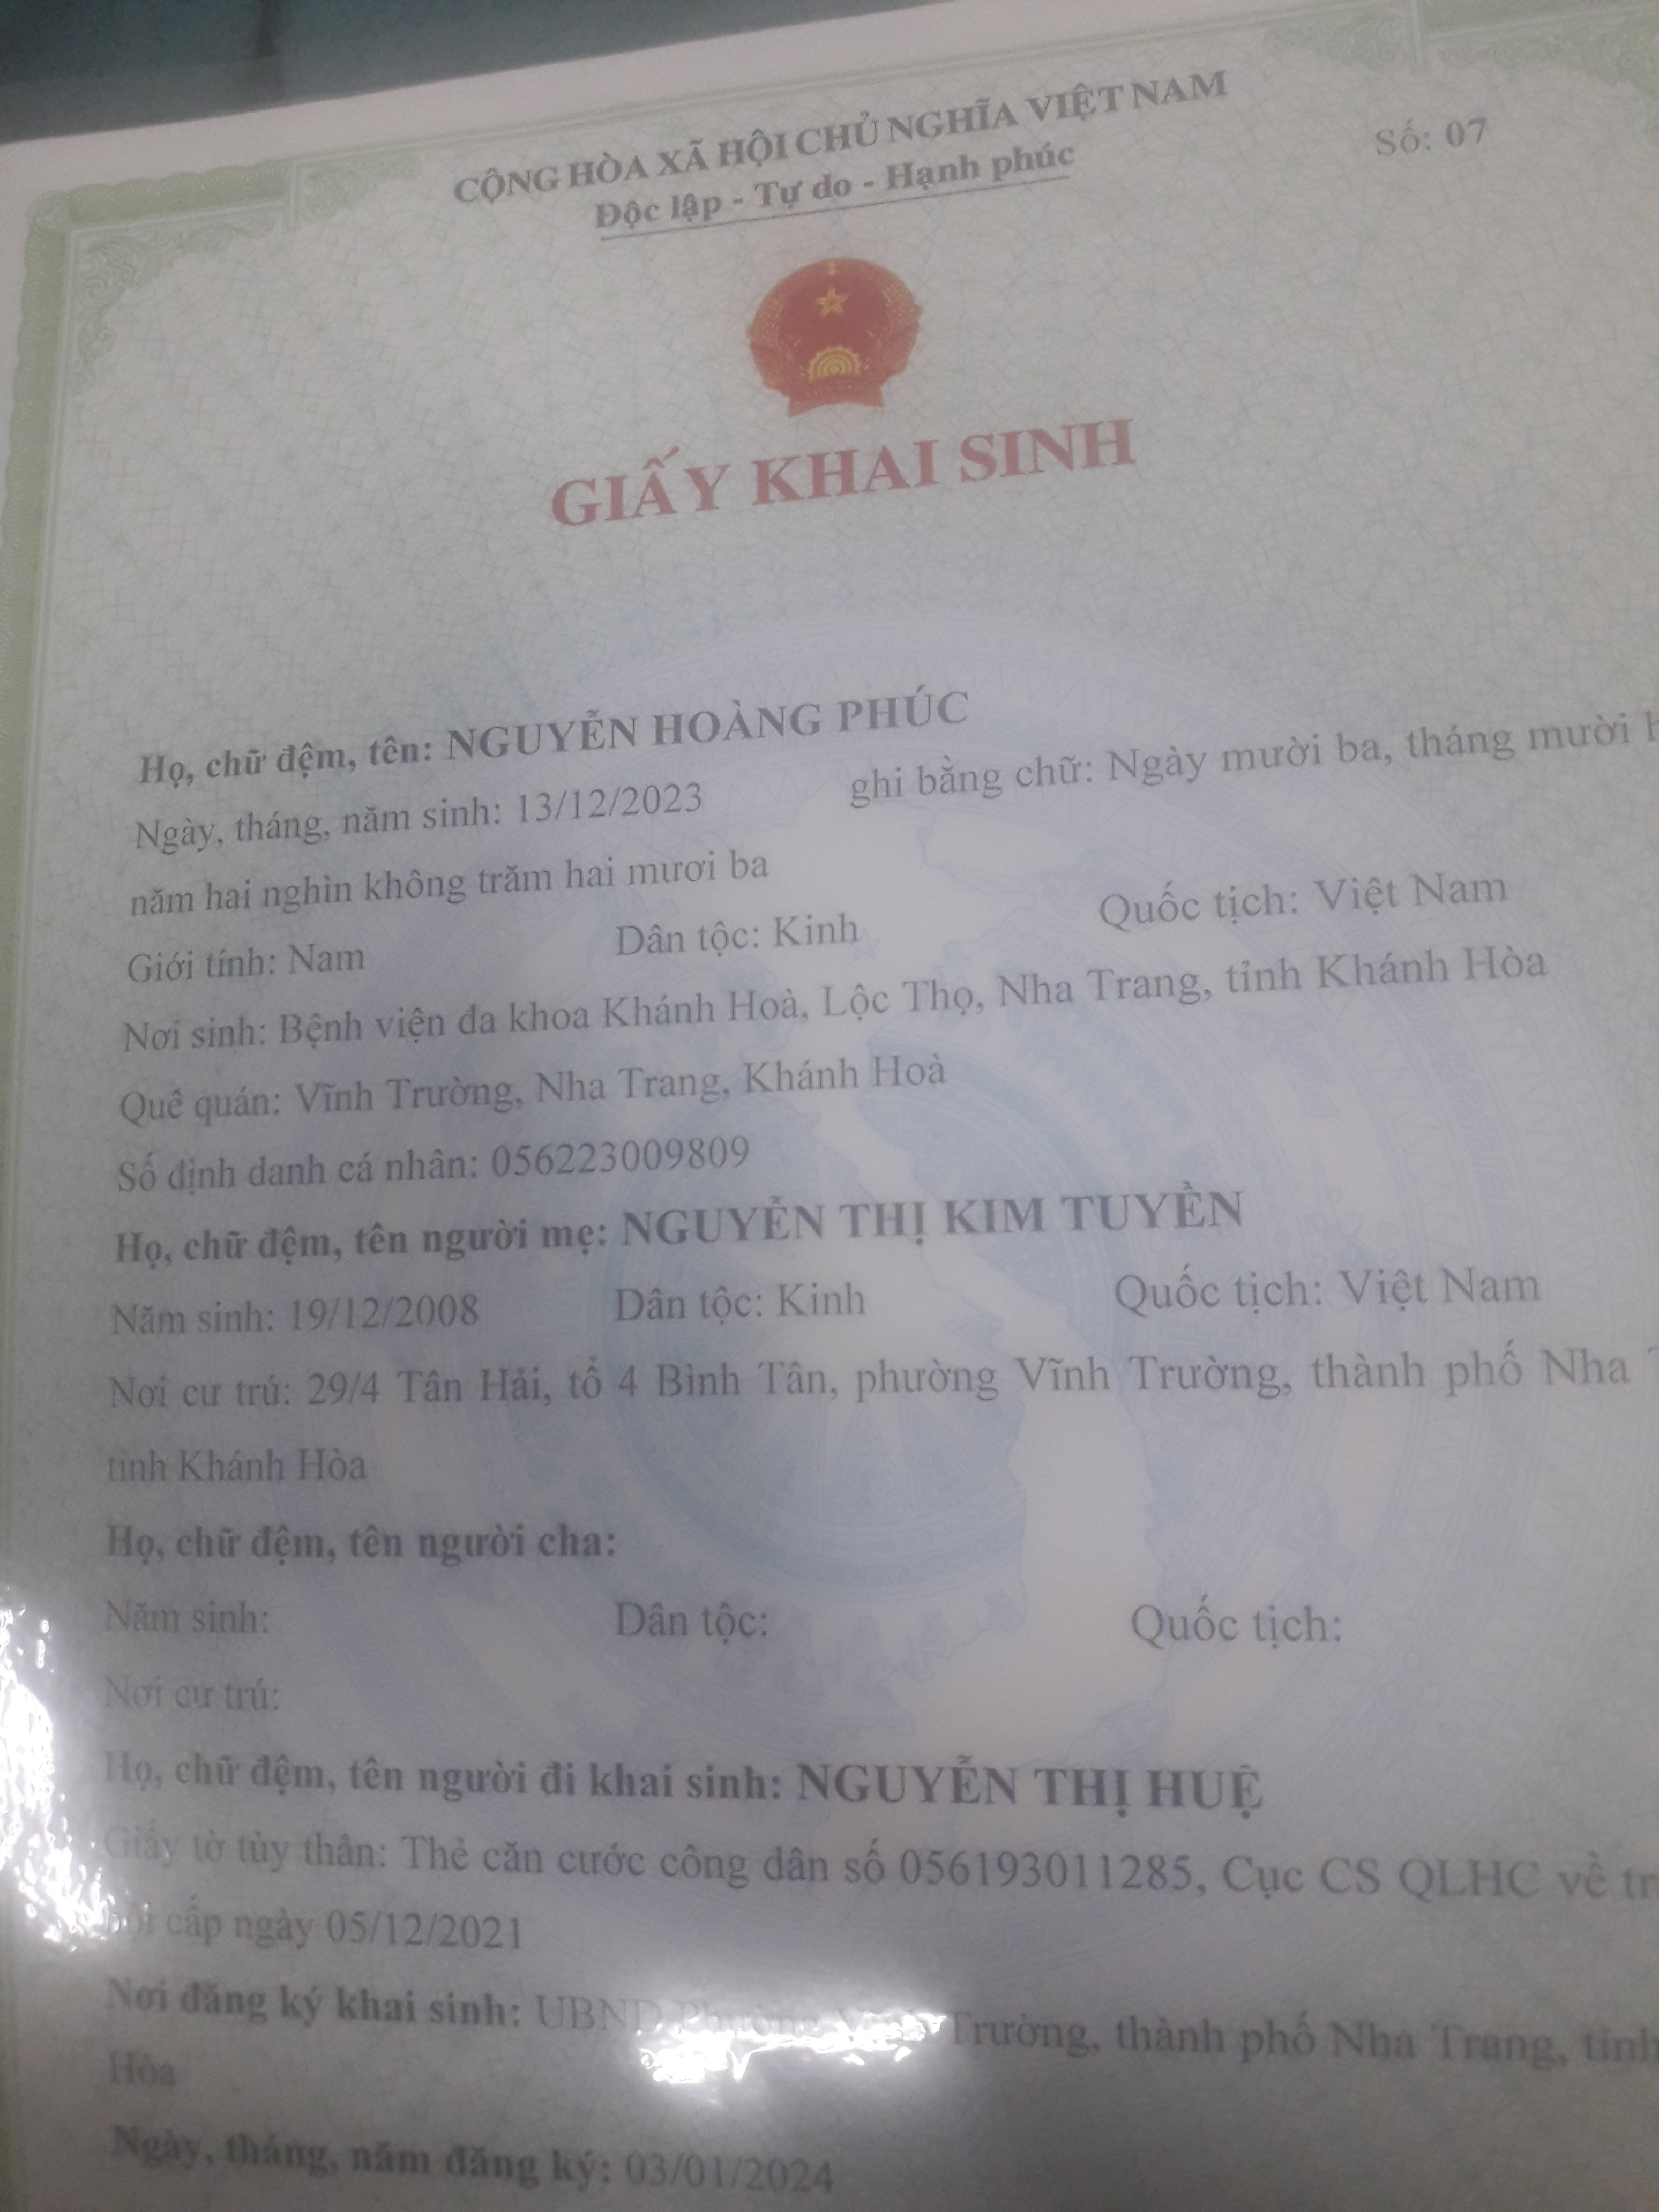 CỘNG HÒA XÃ HỘI CHỦ NGHĨA VIỆT NAM
Độc lập - Tự do - Hạnh phúc
Số: 07
GIẤY KHAI SINH
Họ, chữ đệm, tên: NGUYỄN HOÀNG PHÚC
Ngày, tháng, năm sinh: 13/12/2023 ghi bằng chữ: Ngày mười ba, tháng mười
năm hai nghìn không trăm hai mươi ba
Giới tính: Nam Dân tộc: Kinh Quốc tịch: Việt Nam
Nơi sinh: Bệnh viện đa khoa Khánh Hoà, Lộc Thọ, Nha Trang, tỉnh Khánh Hòa
Quê quán: Vĩnh Trường, Nha Trang, Khánh Hoà
Số định danh cá nhân: 056223009809
Họ, chữ đệm, tên người mẹ: NGUYỄN THỊ KIM TUYỀN
Năm sinh: 19/12/2008 Dân tộc: Kinh Quốc tịch: Việt Nam
Nơi cư trú: 29/4 Tân Hải, tổ 4 Bình Tân, phường Vĩnh Trường, thành phố Nha
tỉnh Khánh Hòa
Họ, chữ đệm, tên người cha:
Năm sinh: Dân tộc: Quốc tịch:
Nơi cư trú:
Họ, chữ đệm, tên người đi khai sinh: NGUYỄN THỊ HUỆ
Giấy tờ tùy thân: Thẻ căn cước công dân số 056193011285, Cục CS QLHC về
cấp ngày 05/12/2021
Nơi đăng ký khai sinh: UBND Phường Trường, thành phố Nha Trang, tỉnh
Hòa
Ngày, tháng, năm đăng ký: 03/01/2024